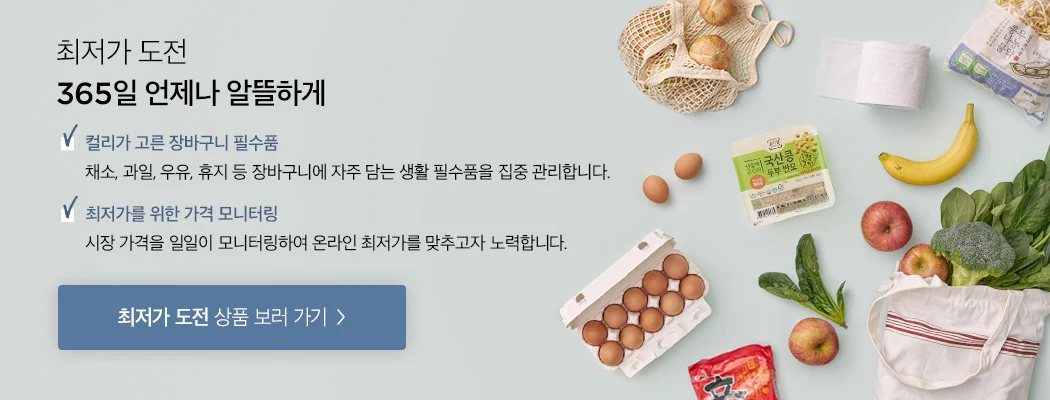 최저가 도전
365일 언제나 알뜰하게
컬리가 고른 장바구니 필수품
채소, 과일, 우유, 휴지 등 장바구니에 자주 담는 생활 필수품을 집중 관리합니다.
최저가를 위한 가격 모니터링
시장 가격을 일일이 모니터링하여 온라인 최저가를 맞추고자 노력합니다.
최저가 도전 상품 보러 가기 >
국산콩
두부 반모
辛